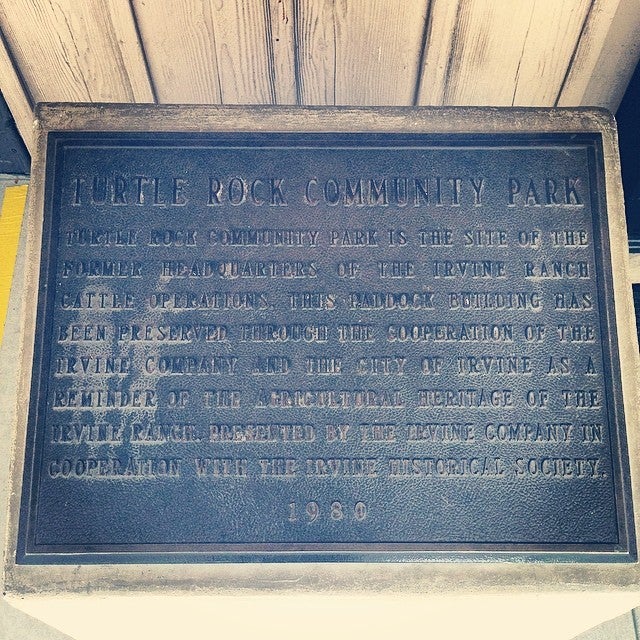 TURTLE ROCK COMMUNITY PARK
TURTLE ROCK COMMUNITY PARK IS THE SITE OF THE
FORMER HEADQUARTERS OF THE IRVINE RANCH
CATTLE OPERATIONS. THIS PADDOCK BUILDING HAS
BEEN PRESERVED THROUGH THE COOPERATION OF THE
IRVINE COMPANY AND THE CITY OF IRVINE AS A
REMINDER OF THE AGRICULTURAL HERITAGE OF THE
IRVINE RANCH. PRESENTED BY THE IRVINE COMPANY IN
COOPERATION WITH THE IRVINE HISTORICAL SOCIETY.
1980